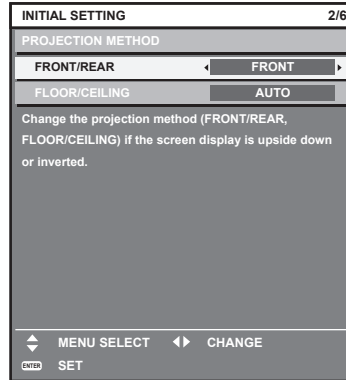 INITIAL SETTING 2/6
PROJECTION METHOD
FRONT/REAR FRONT
FLOOR/CEILING AUTO
Change the projection method (FRONT/REAR,
FLOOR/CEILING) if the screen display is upside down
or inverted.
MENU SELECT CHANGE
ENTER SET